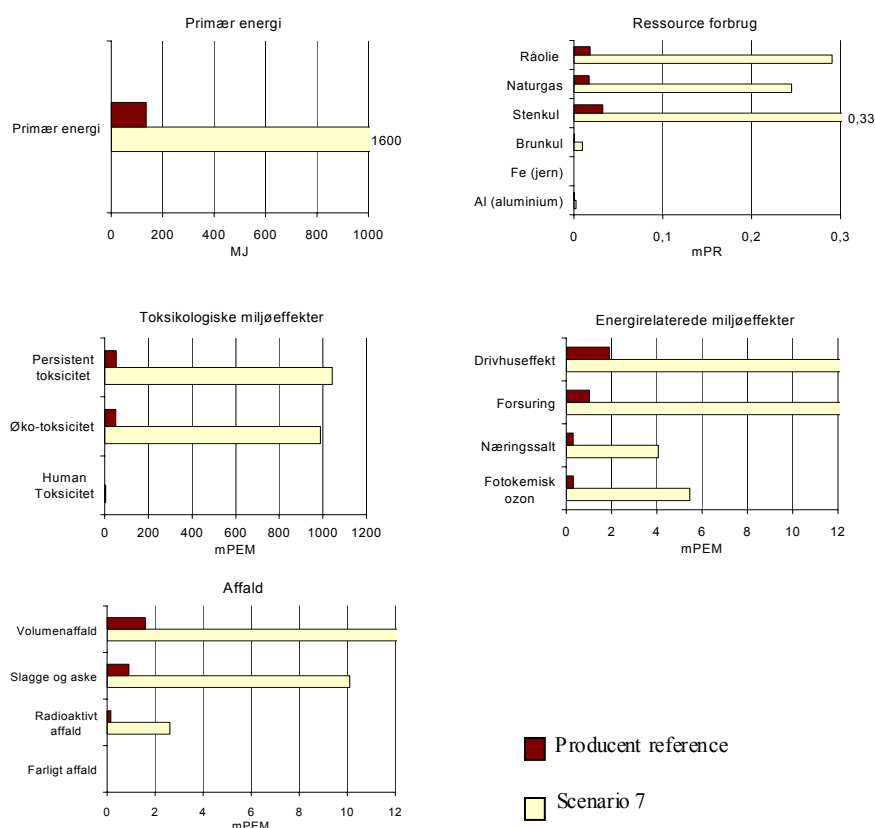 Primær energi
Primær energi
1600
0 200 400 600 800 1000
MJ
Ressource forbrug
Råolie
Naturgas
Stenkul
0,33
Brunkul
Fe (jern)
Al (aluminium)
0 0,1 0,2 0,3
mPR
Toksikologiske miljøeffekter
Persistent
toksicitet
Øko-toksicitet
Human
Toksicitet
0 200 400 600 800 1000 1200
mPEM
Energirelaterede miljøeffekter
Drivhuseffekt
Forsuring
Næringssalt
Fotokemisk
ozon
0 2 4 6 8 10 12
mPEM
Affald
Volumenaffald
Slagge og aske
Radioaktivt
affald
Farligt affald
0 2 4 6 8 10 12
mPEM
Producent reference
Scenario 7